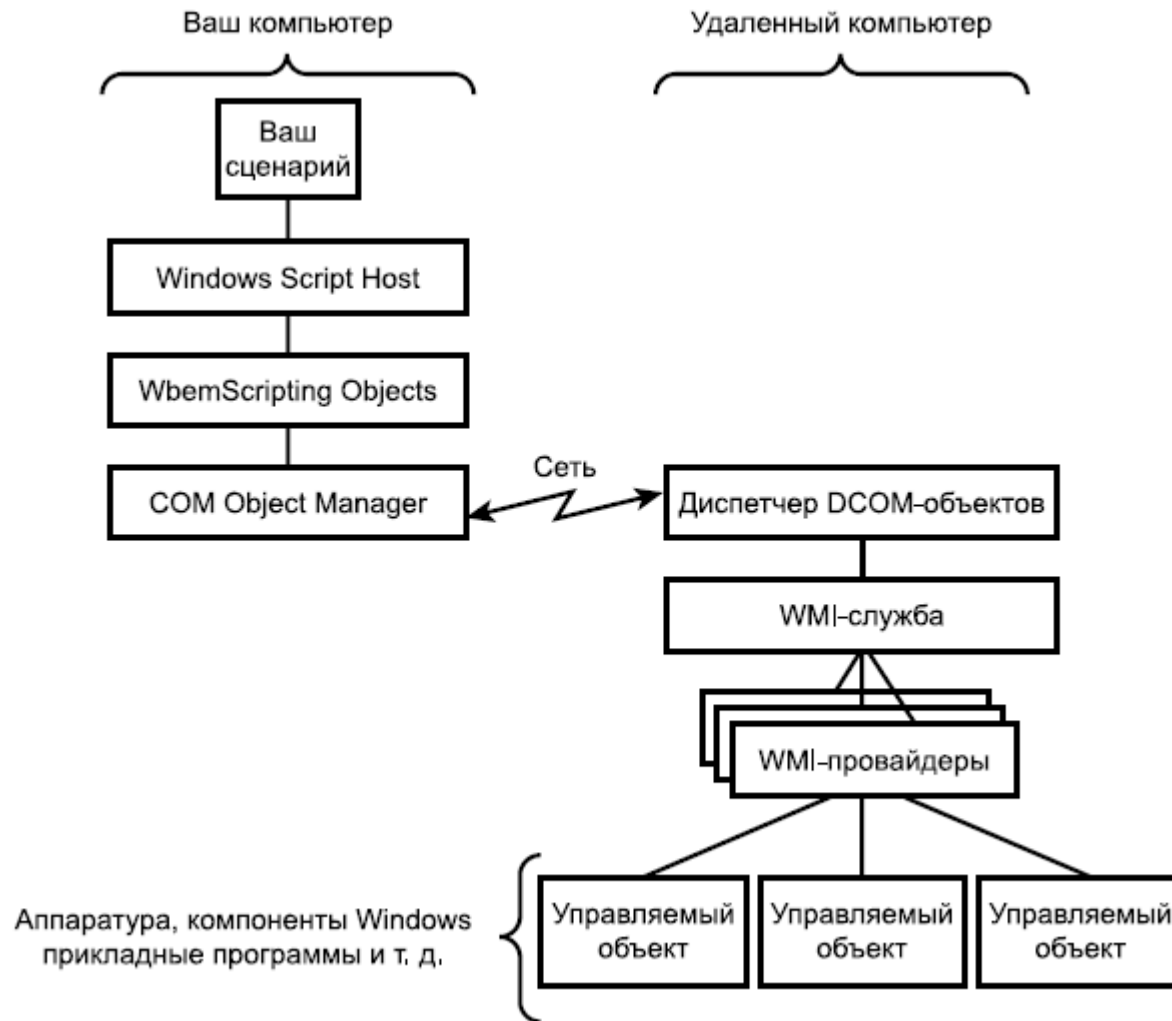 Ваш компьютер
Удаленный компьютер
Ваш
сценарий
Windows Script Host
WbemScripting Objects
COM Object Manager
Сеть
Диспетчер DCOM-объектов
WMI-служба
WMI-провайдеры
Аппаратура, компоненты Windows
прикладные программы и т. д.
Управляемый
объект
Управляемый
объект
Управляемый
объект